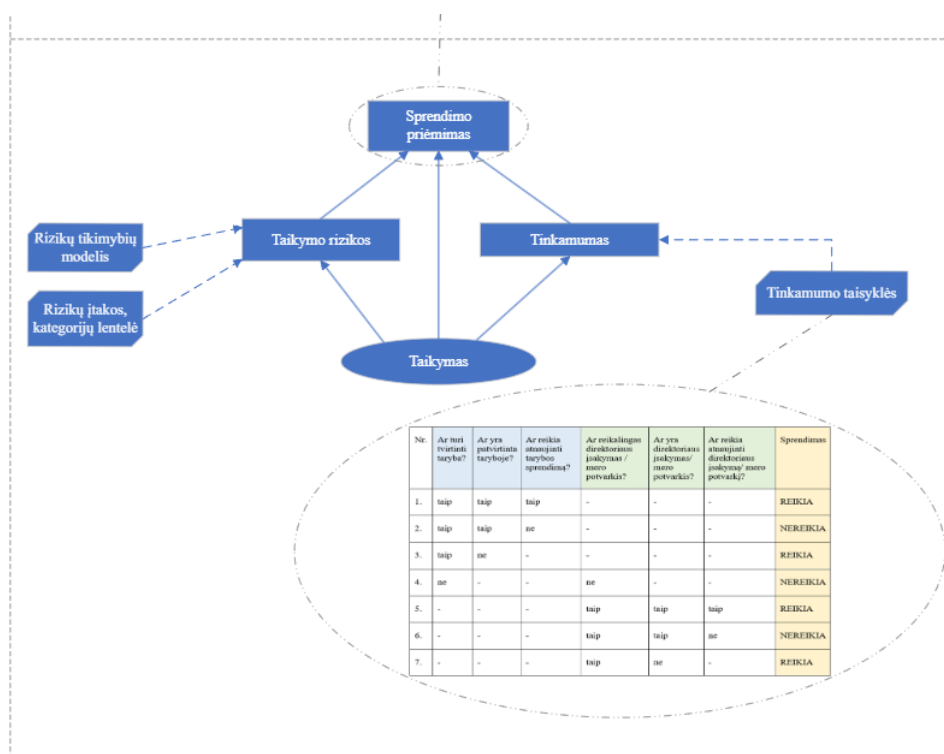 Sprendimo
priėmimas
Rizikų tikimybių
modelis
Taikymo rizikos
Tinkamumas
Rizikų įtakos,
kategorijų lentelė
Tinkamumo taisyklės
Taikymas
Nr.
Ar turi
tvirtinti
taryba?
Ar yra
patvirtinta
taryboje?
Ar reikia
atnaujinti
tarybos
sprendimą?
Ar reikalingas
direktoriaus
įsakymas /
mero
potvarkis?
Ar yra
direktoriaus
įsakymas/
mero
potvarkis?
Ar reikia
atnaujinti
direktoriaus
įsakymą/ mero
potvarkį?
Sprendimas
1. taip taip taip - - - REIKIA
2. taip taip ne - - - NEREIKIA
3. taip ne - - - - REIKIA
4. ne - - ne - - NEREIKIA
5. - - - taip taip taip REIKIA
6. - - - taip taip ne NEREIKIA
7. - - - taip ne - REIKIA